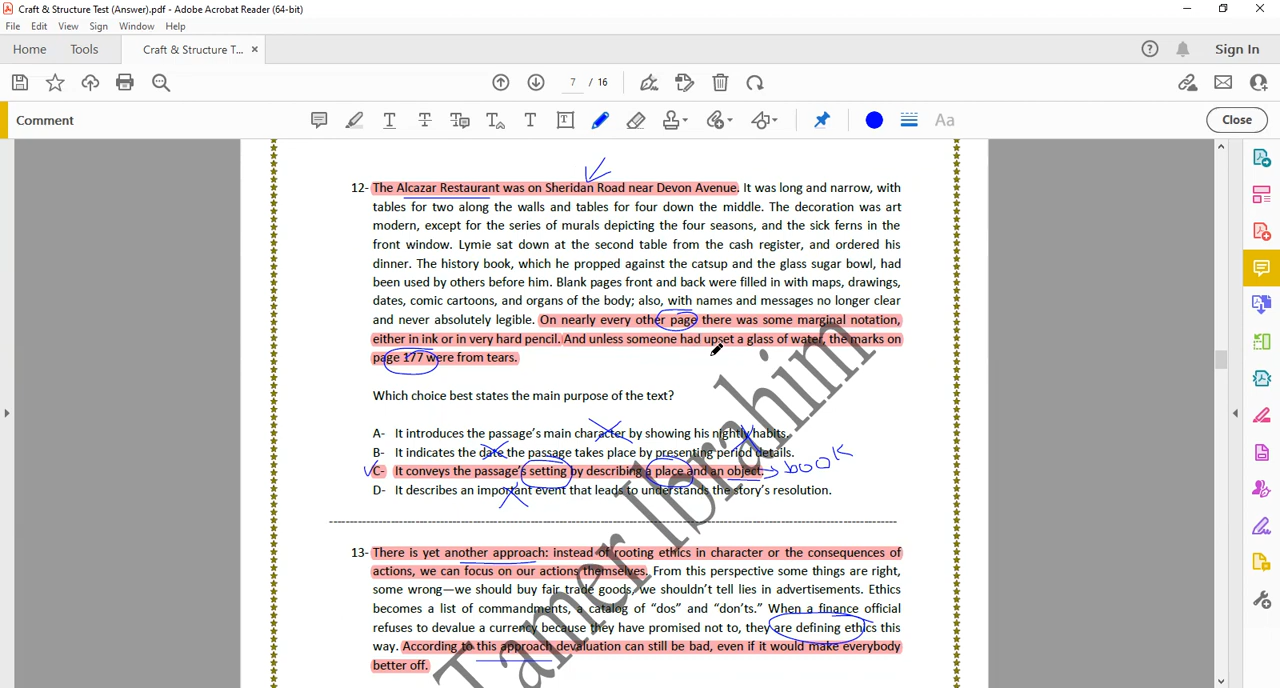 Craft & Structure Test (Answer).pdf - Adobe Acrobat Reader (64-bit)
File Edit View Sign Window Help
Home Tools Craft & Structure T... × Sign In
7 / 16
Comment Aa Close
12- The Alcazar Restaurant was on Sheridan Road near Devon Avenue. It was long and narrow, with
tables for two along the walls and tables for four down the middle. The decoration was art
modern, except for the series of murals depicting the four seasons, and the sick ferns in the
front window. Lymie sat down at the second table from the cash register, and ordered his
dinner. The history book, which he propped against the catsup and the glass sugar bowl, had
been used by others before him. Blank pages front and back were filled in with maps, drawings,
dates, comic cartoons, and organs of the body; also, with names and messages no longer clear
and never absolutely legible. On nearly every other page there was some marginal notation,
either in ink or in very hard pencil. And unless someone had upset a glass of water, the marks on
page 177 were from tears.
Which choice best states the main purpose of the text?
A- It introduces the passage's main character by showing his nightly habits.
B- It indicates the date the passage takes place by presenting period details.
C- It conveys the passage's setting by describing a place and an object. book
D- It describes an important event that leads to understands the story's resolution.
13- There is yet another approach: instead of rooting ethics in character or the consequences of
actions, we can focus on our actions themselves. From this perspective some things are right,
some wrong—we should buy fair trade goods, we shouldn't tell lies in advertisements. Ethics
becomes a list of commandments, a catalog of "dos" and "don'ts." When a finance official
refuses to devalue a currency because they have promised not to, they are defining ethics this
way. According to this approach devaluation can still be bad, even if it would make everybody
better off.
Tamer Ibrahim